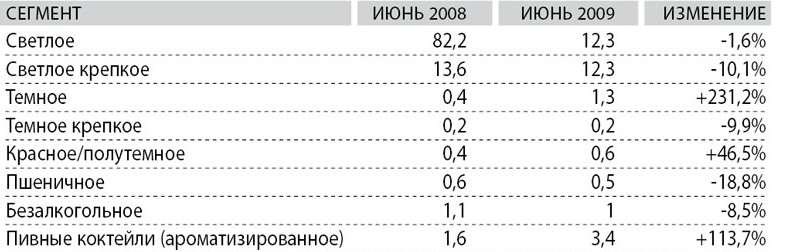 СЕГМЕНТ ИЮНЬ 2008 ИЮНЬ 2009 ИЗМЕНЕНИЕ
Светлое 82,2 12,3 -1,6%
Светлое крепкое 13,6 12,3 -10,1%
Темное 0,4 1,3 +231,2%
Темное крепкое 0,2 0,2 -9,9%
Красное/полутемное 0,4 0,6 +46,5%
Пшеничное 0,6 0,5 -18,8%
Безалкогольное 1,1 1 -8,5%
Пивные коктейли (ароматизированное) 1,6 3,4 +113,7%